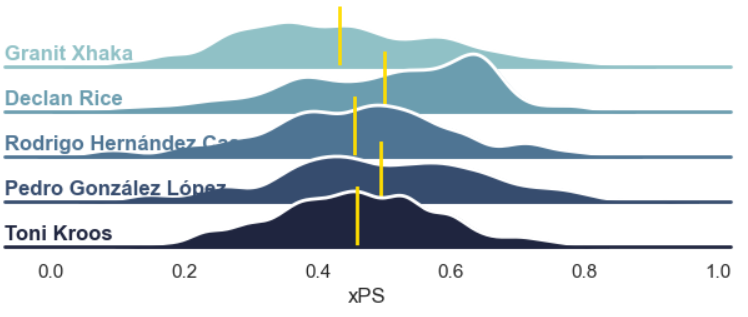 Granit Xhaka
Declan Rice
Rodrigo Hernández
Pedro González López
Toni Kroos
0.0 0.2 0.4 0.6 0.8 1.0
xPS